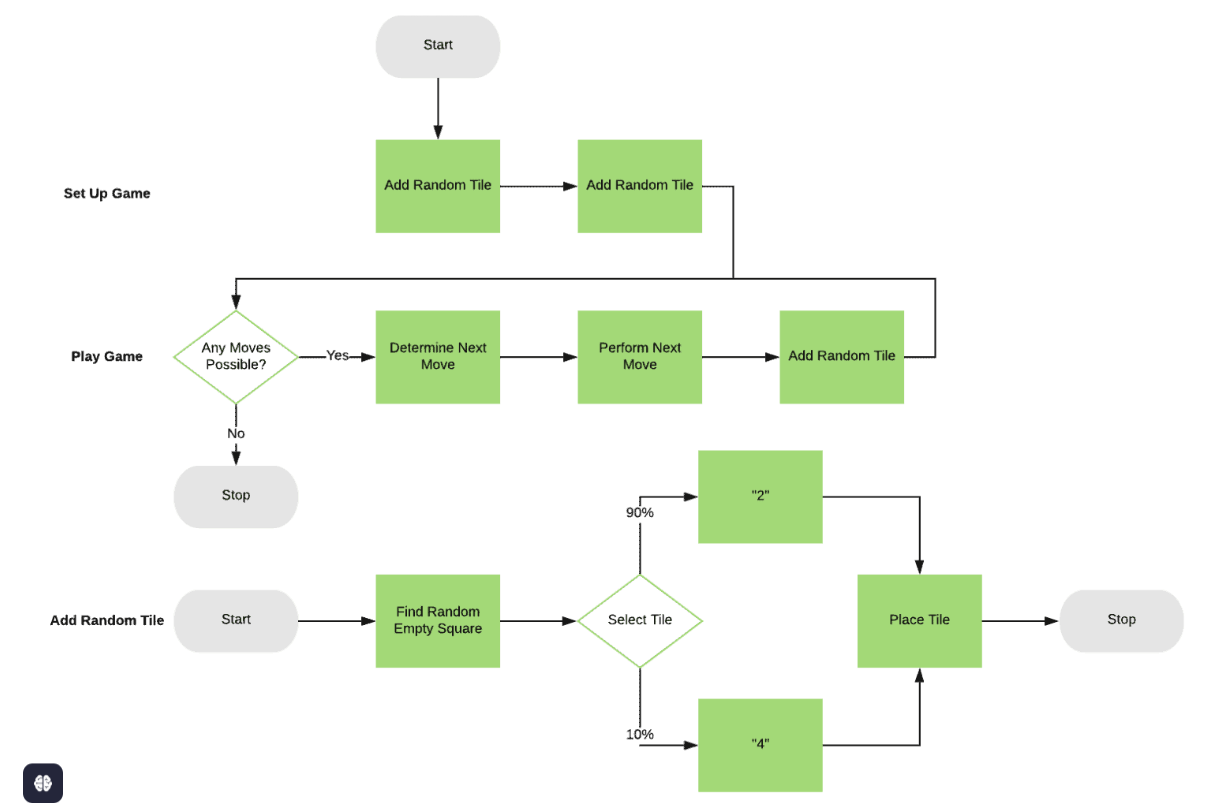 Start
Set Up Game
Add Random Tile
Add Random Tile
Play Game
Any Moves
Possible?
Yes
Determine Next
Move
Perform Next
Move
Add Random Tile
No
Stop
Add Random Tile
Start
Find Random
Empty Square
Select Tile
90%
"2"
10%
"4"
Place Tile
Stop